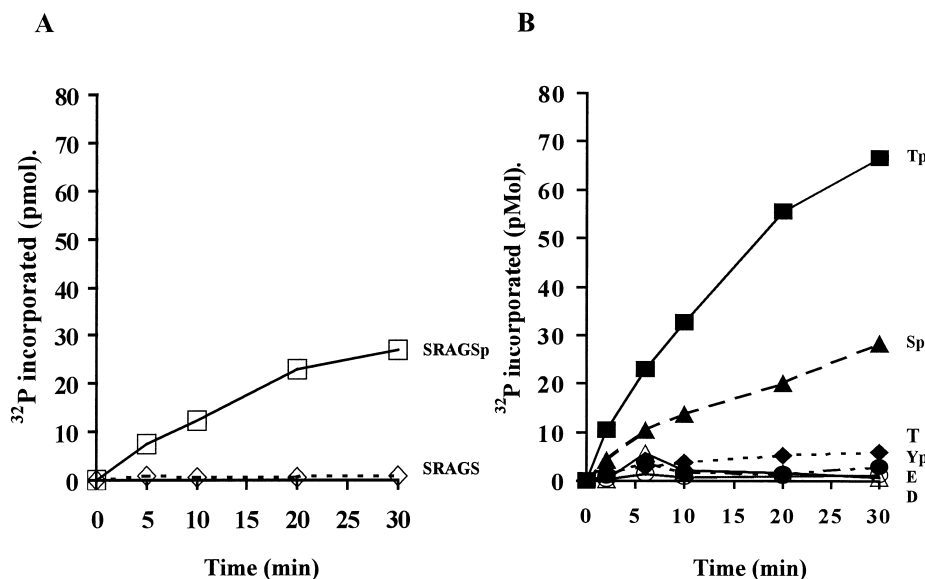 A
B
80
70
60
50
40
30
20
10
0
³²P incorporated (pmol).
SRAGSp
SRAGS
0 5 10 15 20 25 30
Time (min)
80
70
60
50
40
30
20
10
0
³²P incorporated (pMol).
Tp
Sp
T
Yp
E
D
0 5 10 15 20 25 30
Time (min)